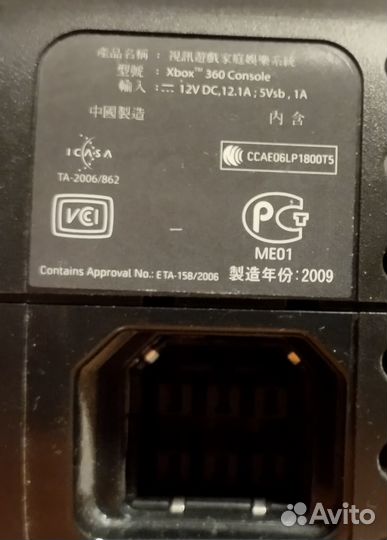 產品名稱：視訊遊戲家庭娛樂系統
型號：Xbox™ 360 Console
輸入：⎓ 12V DC,12.1A；5Vsb , 1A
中國製造 內含
ICASA
TA-2006/862
CCAE06LP1800T5
VCCI
PCT
ME01
Contains Approval No.: ETA-158/2006 製造年份:2009
Avito